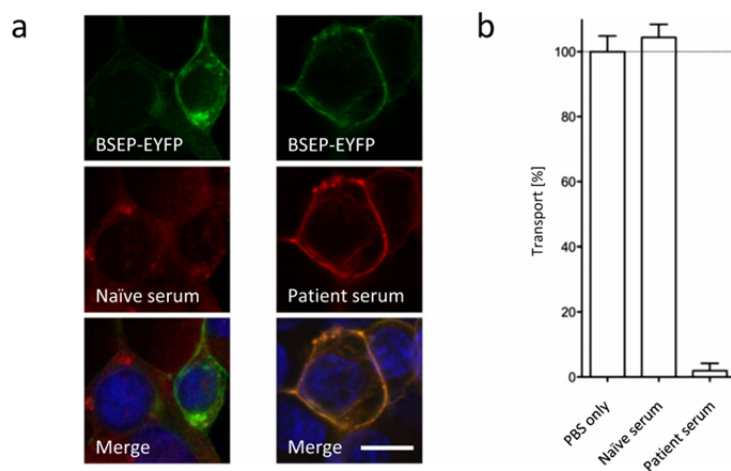 a
BSEP-EYFP
BSEP-EYFP
Naïve serum
Patient serum
Merge
Merge
b
Transport [%]
100
80
60
40
20
0
PBS only
Naïve serum
Patient serum